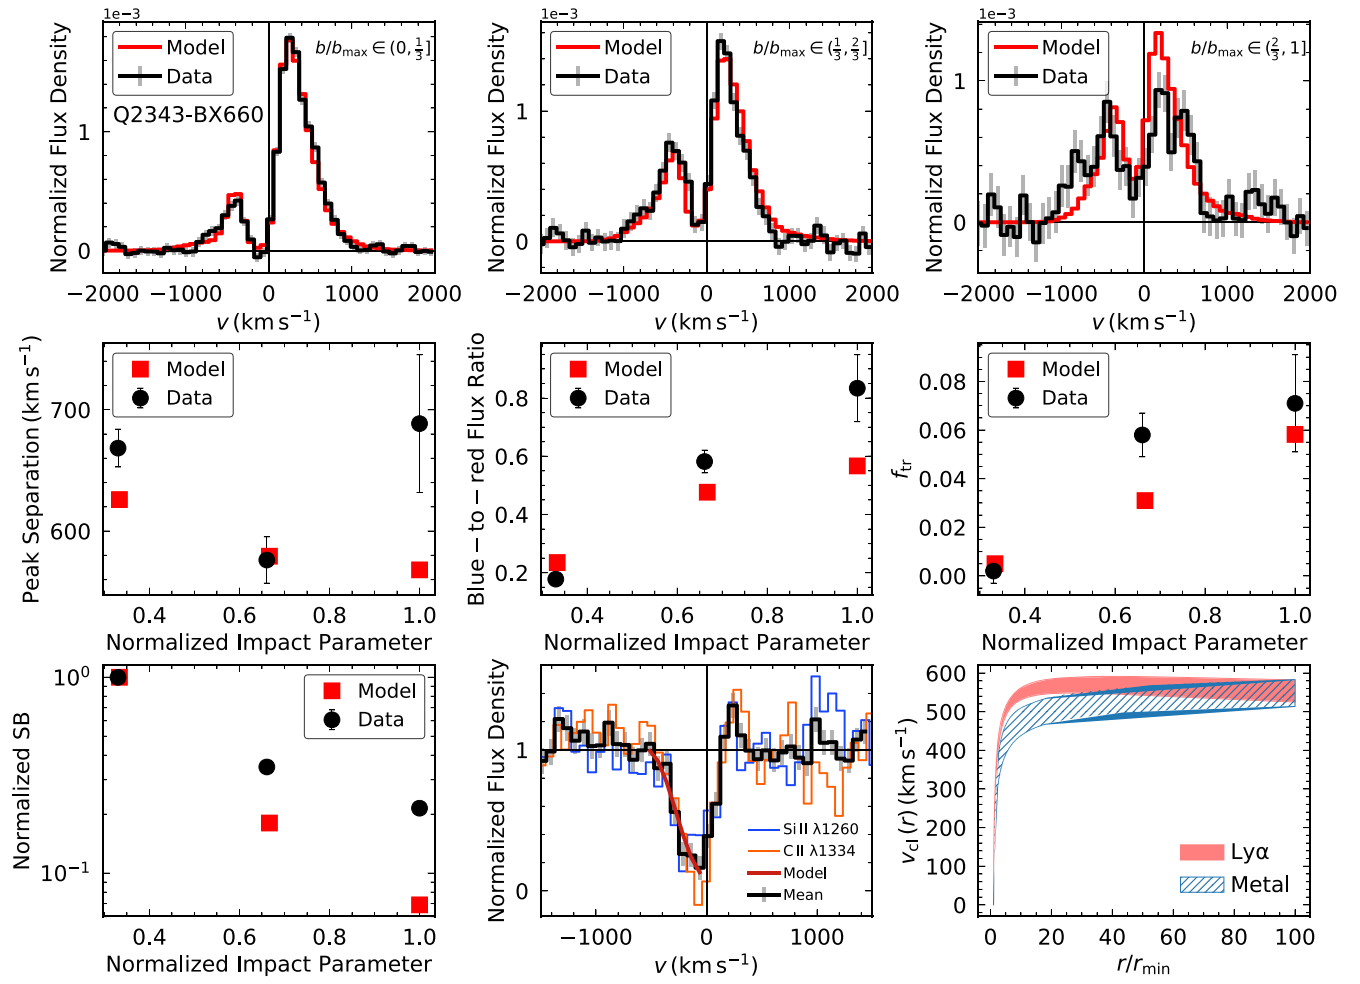 1e−3
Model
Data
b/b_max ∈ (0, 1/3]
Q2343-BX660
Normalizd Flux Density
0
1
−2000 −1000 0 1000 2000
v (km s⁻¹)
1e−3
Model
Data
b/b_max ∈ (1/3, 2/3]
Normalizd Flux Density
0
1
−2000 −1000 0 1000 2000
v (km s⁻¹)
1e−3
Model
Data
b/b_max ∈ (2/3, 1]
Normalizd Flux Density
0
1
−2000 −1000 0 1000 2000
v (km s⁻¹)
Model
Data
Peak Separation (km s⁻¹)
700
600
0.4 0.6 0.8 1.0
Normalized Impact Parameter
Model
Data
Blue − to − red Flux Ratio
0.8
0.6
0.4
0.2
0.4 0.6 0.8 1.0
Normalized Impact Parameter
Model
Data
f_tr
0.08
0.06
0.04
0.02
0.00
0.4 0.6 0.8 1.0
Normalized Impact Parameter
Model
Data
Normalized SB
10⁰
10⁻¹
0.4 0.6 0.8 1.0
Normalized Impact Parameter
Normalized Flux Density
1
0
Si II λ1260
C II λ1334
Model
Mean
−1000 0 1000
v (km s⁻¹)
v_cl(r) (km s⁻¹)
600
500
400
300
200
100
0
Lyα
Metal
0 20 40 60 80 100
r/r_min